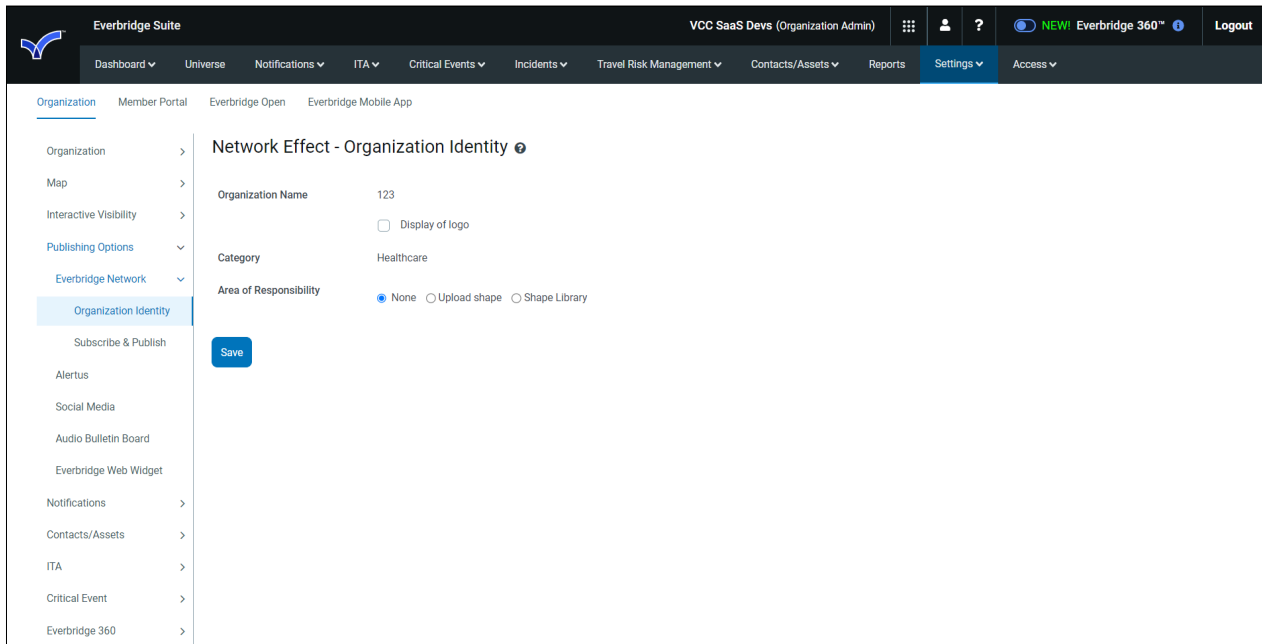 Everbridge Suite
VCC SaaS Devs (Organization Admin)
?
NEW! Everbridge 360™
Logout
Dashboard Universe Notifications ITA Critical Events Incidents Travel Risk Management Contacts/Assets Reports Settings Access
Organization Member Portal Everbridge Open Everbridge Mobile App
Organization
Map
Interactive Visibility
Publishing Options
Everbridge Network
Organization Identity
Subscribe & Publish
Alertus
Social Media
Audio Bulletin Board
Everbridge Web Widget
Notifications
Contacts/Assets
ITA
Critical Event
Everbridge 360
Network Effect - Organization Identity ?
Organization Name 123
Display of logo
Category Healthcare
Area of Responsibility None Upload shape Shape Library
Save